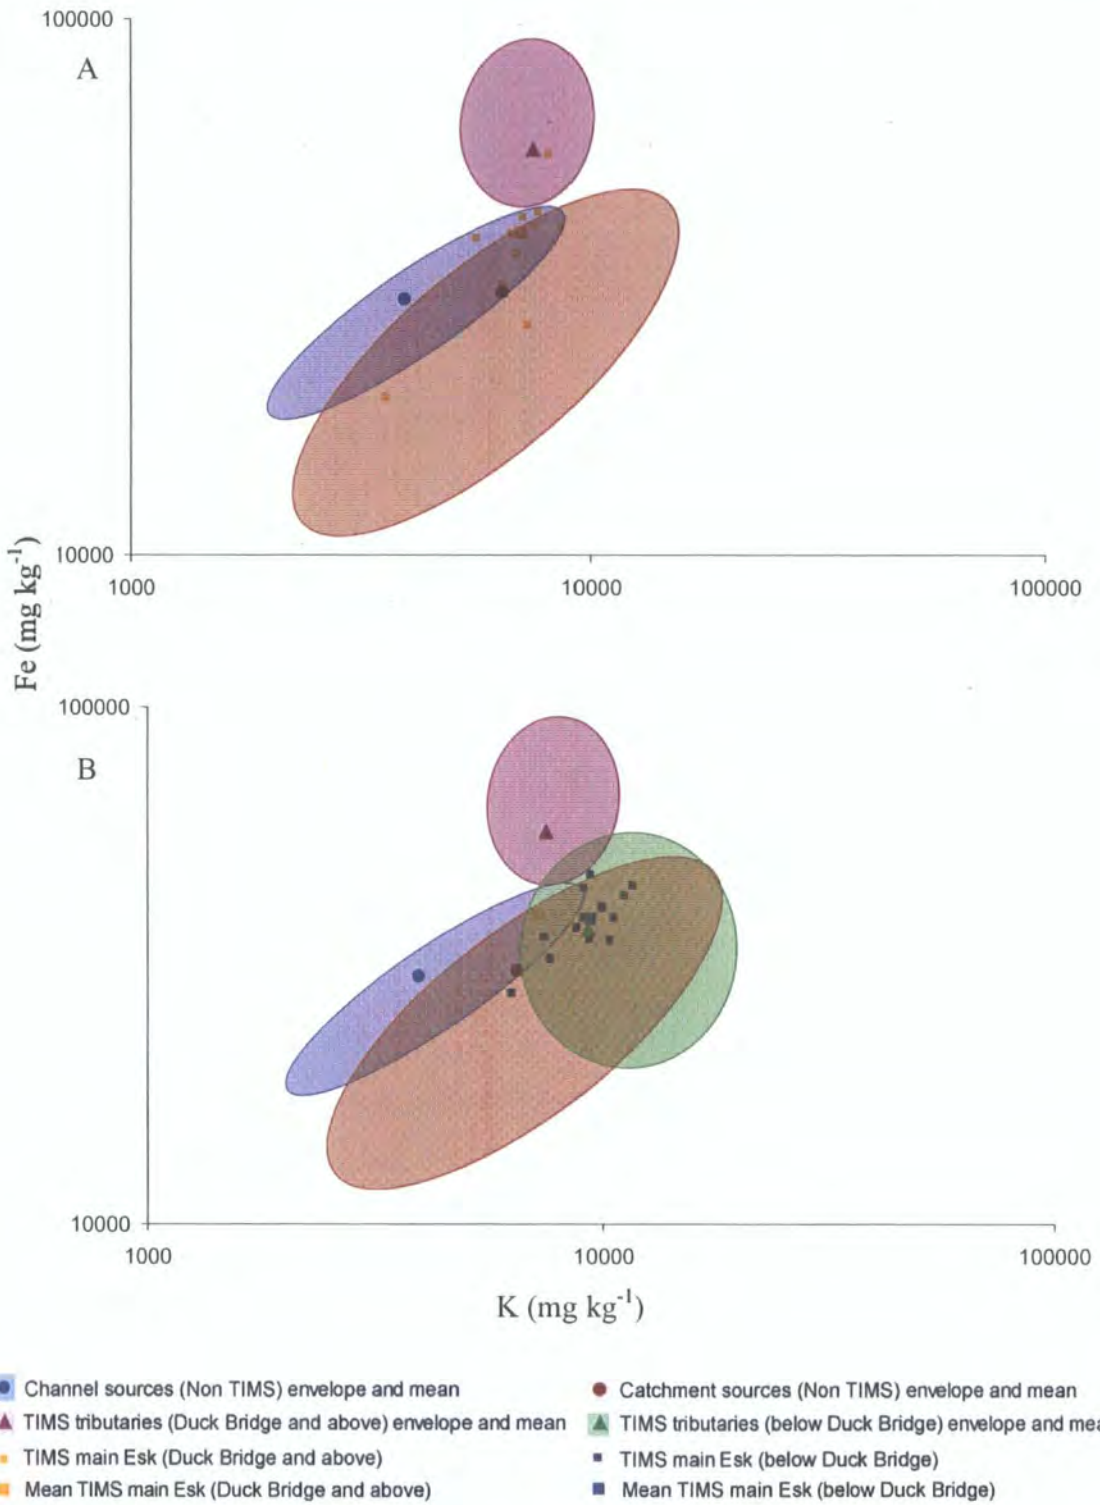 100000
A
10000
1000 10000 100000
Fe (mg kg⁻¹)
100000
B
10000
1000 10000 100000
K (mg kg⁻¹)
Channel sources (Non TIMS) envelope and mean
Catchment sources (Non TIMS) envelope and mean
TIMS tributaries (Duck Bridge and above) envelope and mean
TIMS tributaries (below Duck Bridge) envelope and mea
TIMS main Esk (Duck Bridge and above)
TIMS main Esk (below Duck Bridge)
Mean TIMS main Esk (Duck Bridge and above)
Mean TIMS main Esk (below Duck Bridge)